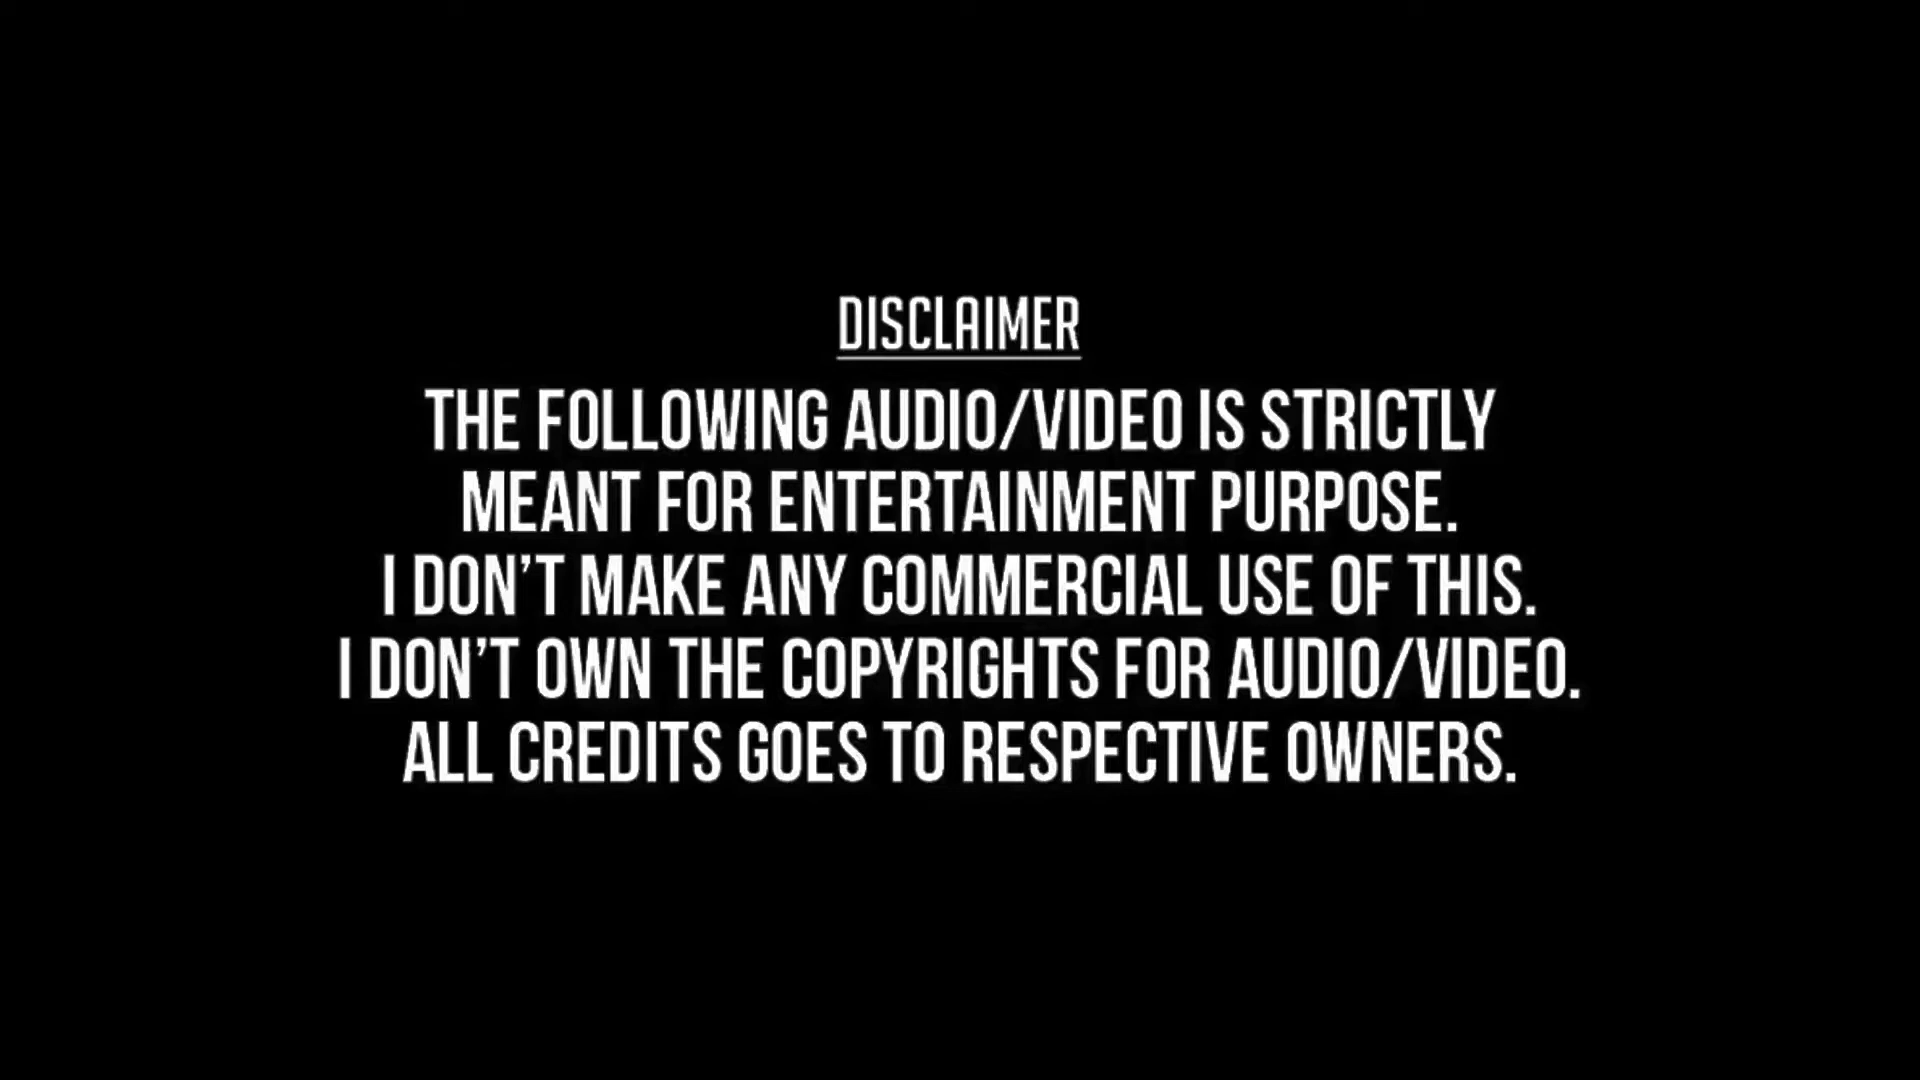 DISCLAIMER
THE FOLLOWING AUDIO/VIDEO IS STRICTLY
MEANT FOR ENTERTAINMENT PURPOSE.
I DON’T MAKE ANY COMMERCIAL USE OF THIS.
I DON’T OWN THE COPYRIGHTS FOR AUDIO/VIDEO.
ALL CREDITS GOES TO RESPECTIVE OWNERS.